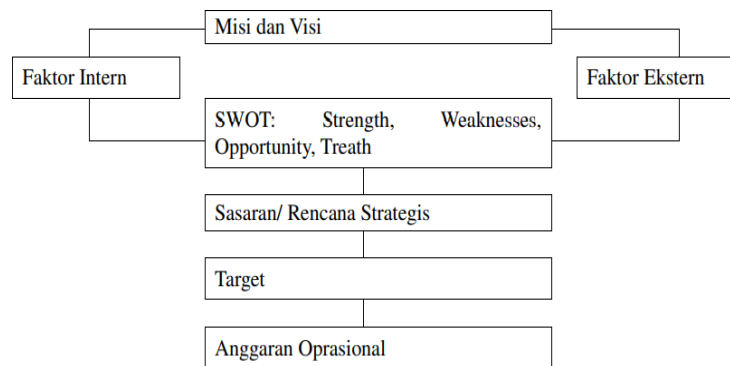 Misi dan Visi
Faktor Intern
Faktor Ekstern
SWOT: Strength, Weaknesses,
Opportunity, Treath
Sasaran/ Rencana Strategis
Target
Anggaran Oprasional